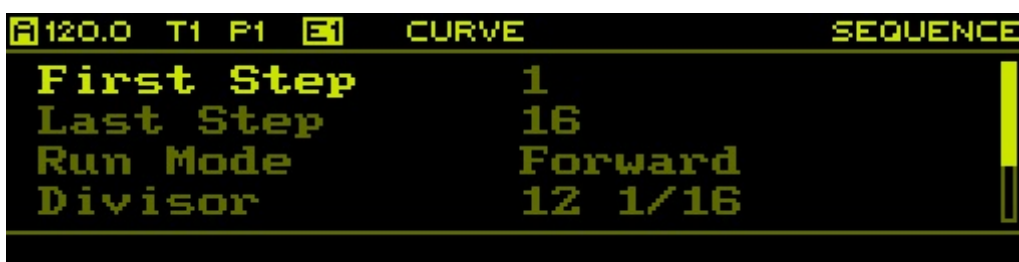 A 120.0 T1 P1 E1 CURVE SEQUENCE
First Step 1
Last Step 16
Run Mode Forward
Divisor 12 1/16